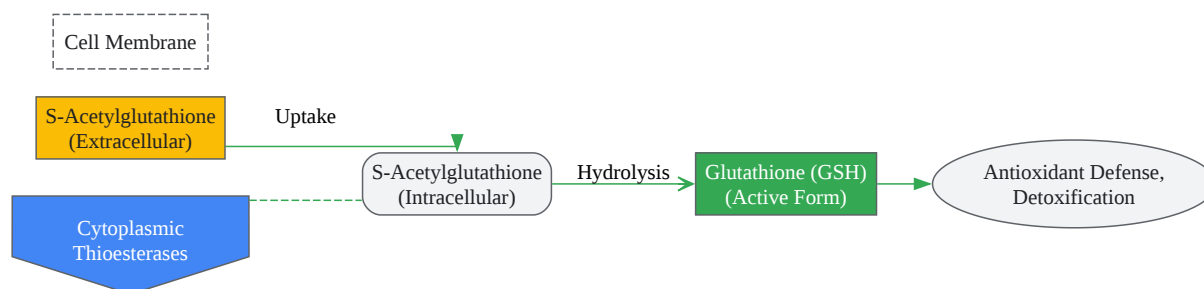 Cell Membrane
S-Acetylglutathione
(Extracellular)
Uptake
S-Acetylglutathione
(Intracellular)
Hydrolysis
Glutathione (GSH)
(Active Form)
Antioxidant Defense,
Detoxification
Cytoplasmic
Thioesterases